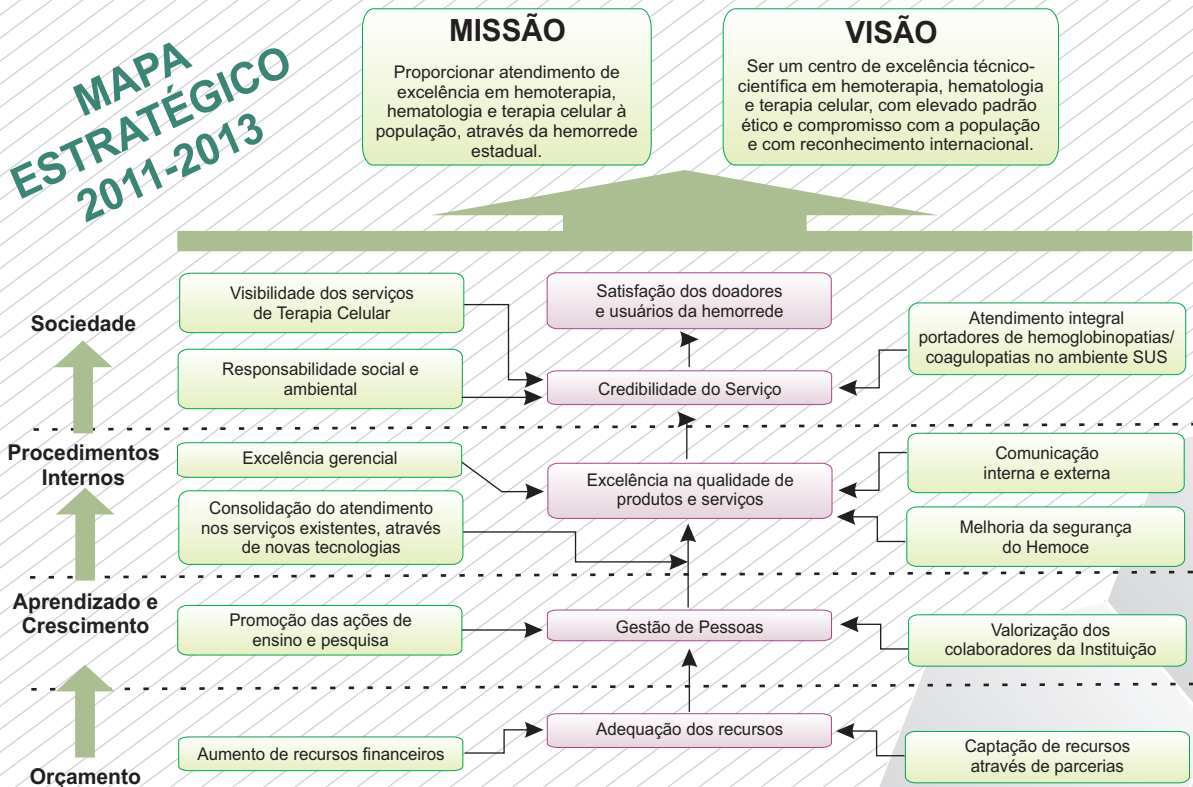 MAPA
ESTRATÉGICO
2011-2013
MISSÃO
Proporcionar atendimento de
excelência em hemoterapia,
hematologia e terapia celular à
população, através da hemorrede
estadual.
VISÃO
Ser um centro de excelência técnico-
científica em hemoterapia, hematologia
e terapia celular, com elevado padrão
ético e compromisso com a população
e com reconhecimento internacional.
Sociedade
Visibilidade dos serviços
de Terapia Celular
Responsabilidade social e
ambiental
Satisfação dos doadores
e usuários da hemorrede
Credibilidade do Serviço
Atendimento integral
portadores de hemoglobinopatias/
coagulopatias no ambiente SUS
Procedimentos
Internos
Excelência gerencial
Consolidação do atendimento
nos serviços existentes, através
de novas tecnologias
Excelência na qualidade de
produtos e serviços
Comunicação
interna e externa
Melhoria da segurança
do Hemoce
Aprendizado e
Crescimento
Promoção das ações de
ensino e pesquisa
Gestão de Pessoas
Valorização dos
colaboradores da Instituição
Orçamento
Aumento de recursos financeiros
Adequação dos recursos
Captação de recursos
através de parcerias